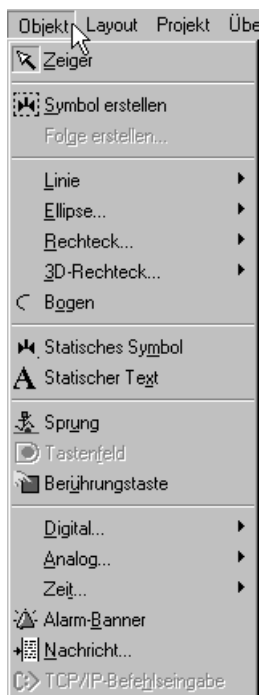 Objekt Layout Projekt Übe
Zeiger
Symbol erstellen
Folge erstellen...
Linie
Ellipse...
Rechteck...
3D-Rechteck...
Bogen
Statisches Symbol
A Statischer Text
Sprung
Tastenfeld
Berührungstaste
Digital...
Analog...
Zeit...
Alarm-Banner
Nachricht...
TCP/IP-Befehlseingabe